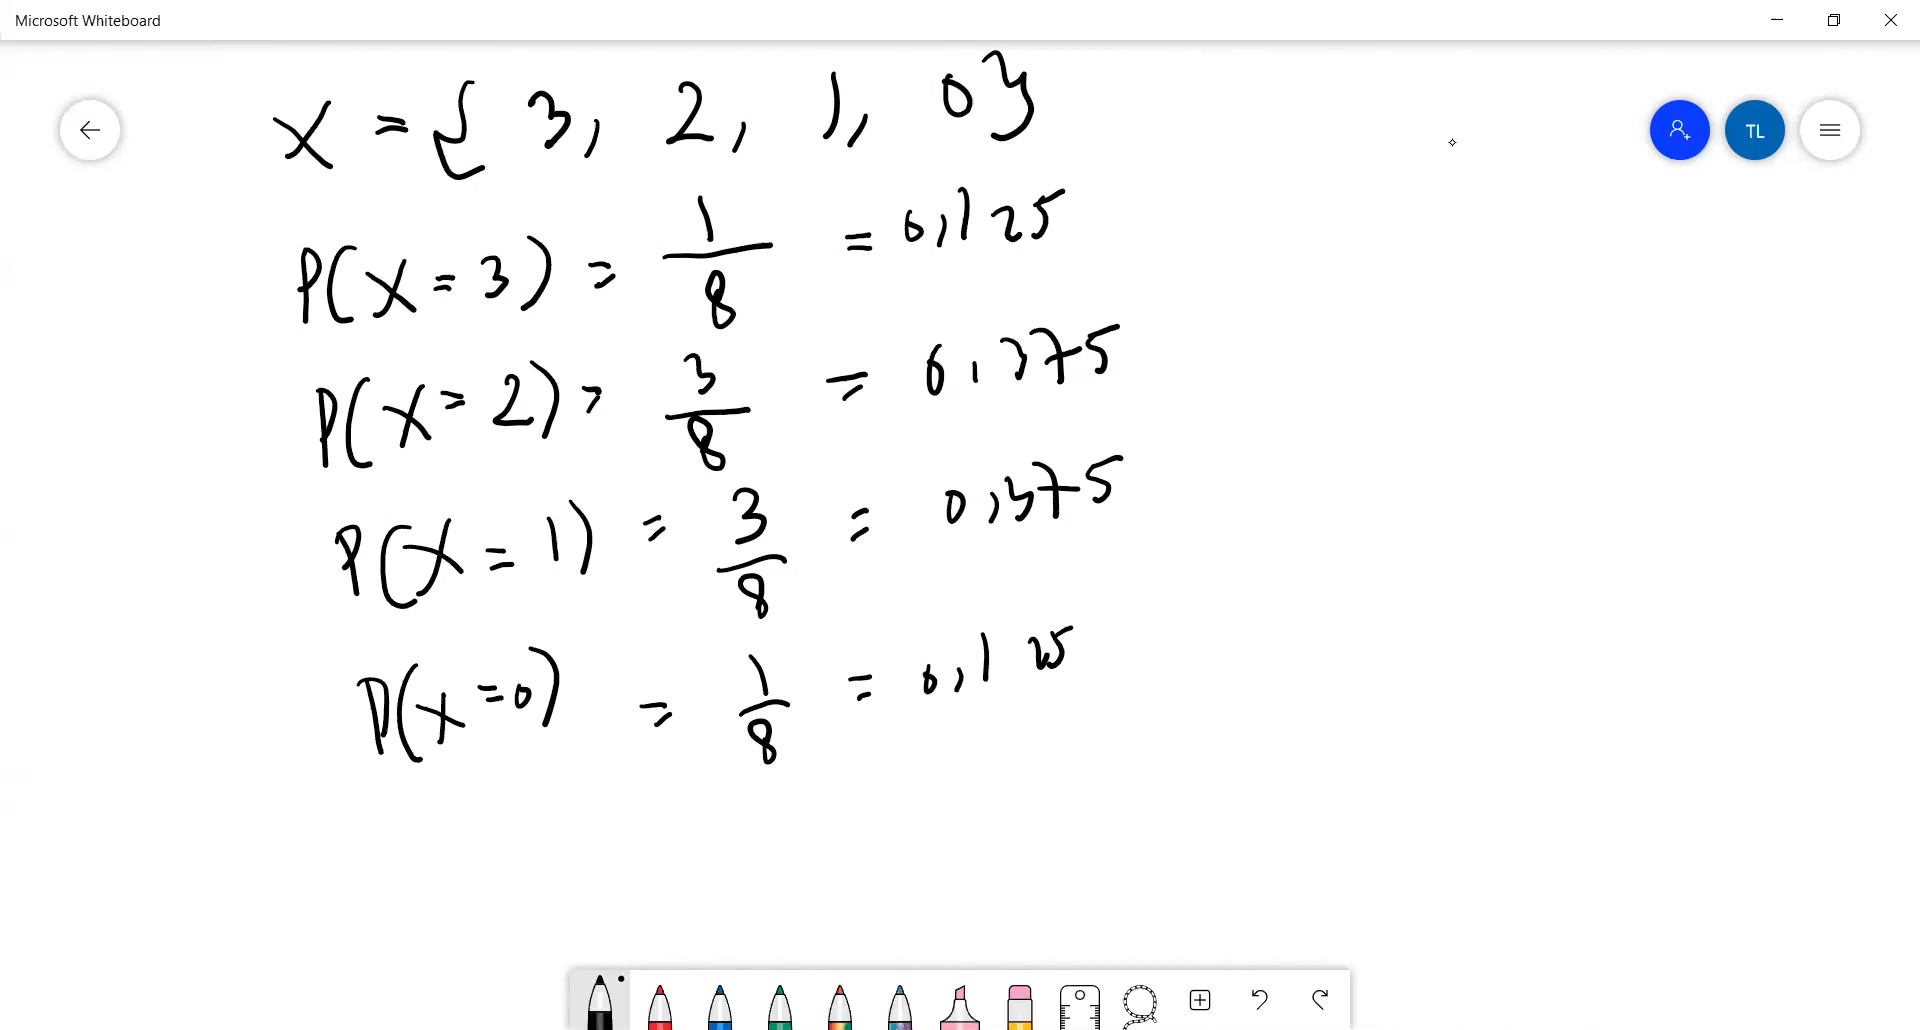 Microsoft Whiteboard
X = { 3, 2, 1, 0}
TL
P(X = 3) = 1/8 = 0,125
P(X = 2) = 3/8 = 0,375
P(X = 1) = 3/8 = 0,375
P(X = 0) = 1/8 = 0,125